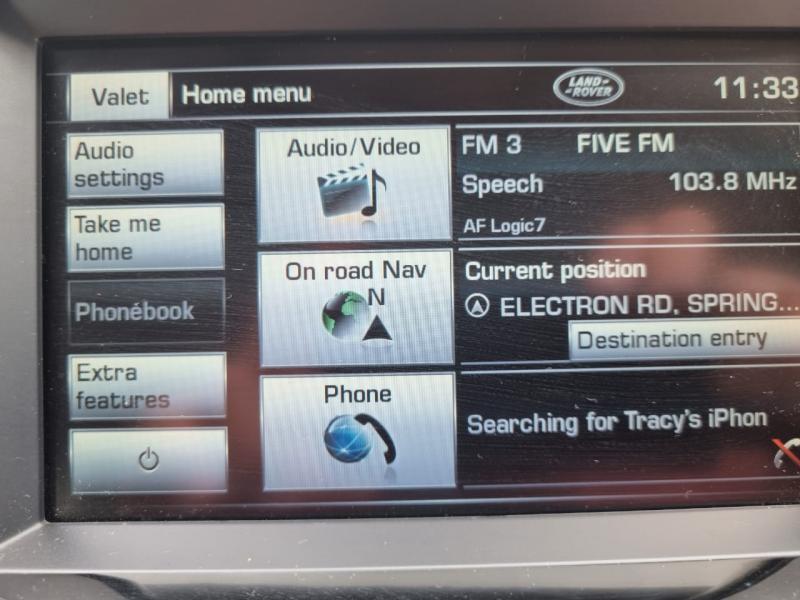 Valet
Home menu
LAND-
-ROVER
11:33
Audio
settings
Audio/Video
FM 3
FIVE FM
Speech
103.8 MHz
AF Logic7
Take me
home
On road Nav
N
Current position
ELECTRON RD, SPRING...
Destination entry
Phonebook
Extra
features
Phone
Searching for Tracy's iPhon